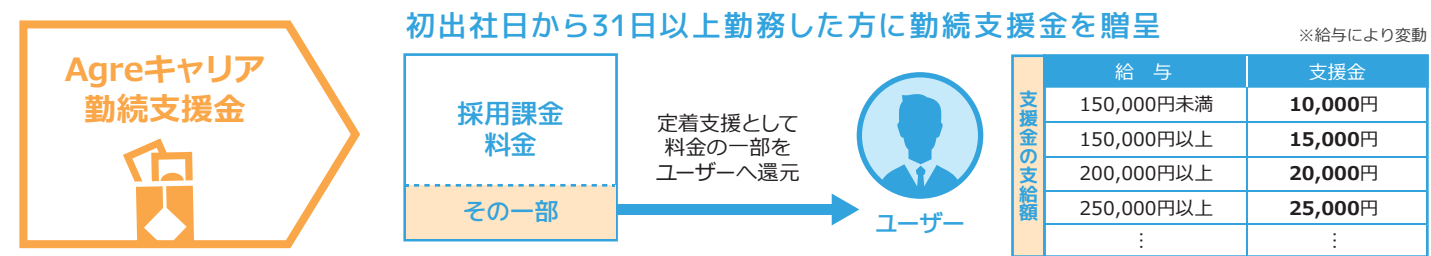 Agreキャリア
勤続支援金
初出社日から31日以上勤務した方に勤続支援金を贈呈
※給与により変動
採用課金
料金
その一部
定着支援として
料金の一部を
ユーザーへ還元
ユーザー
支援金の支給額
給　与 支援金
150,000円未満 10,000円
150,000円以上 15,000円
200,000円以上 20,000円
250,000円以上 25,000円
⋮ ⋮